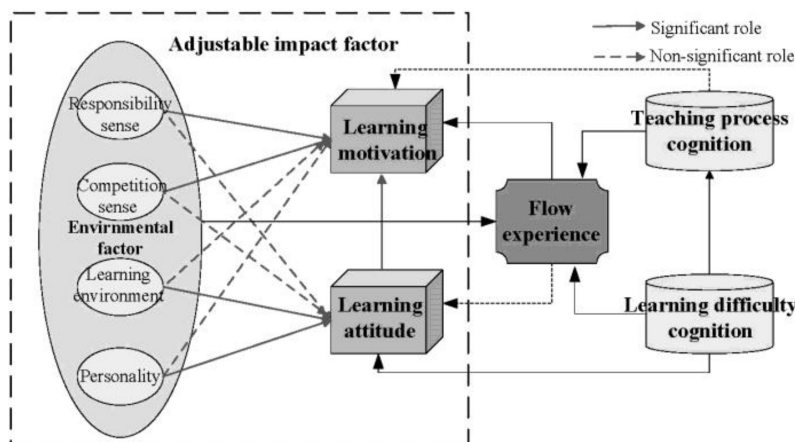 Adjustable impact factor
Significant role
Non-significant role
Responsibility
sense
Competition
sense
Envirnmental
factor
Learning
environment
Personality
Learning
motivation
Learning
attitude
Flow
experience
Teaching process
cognition
Learning difficulty
cognition